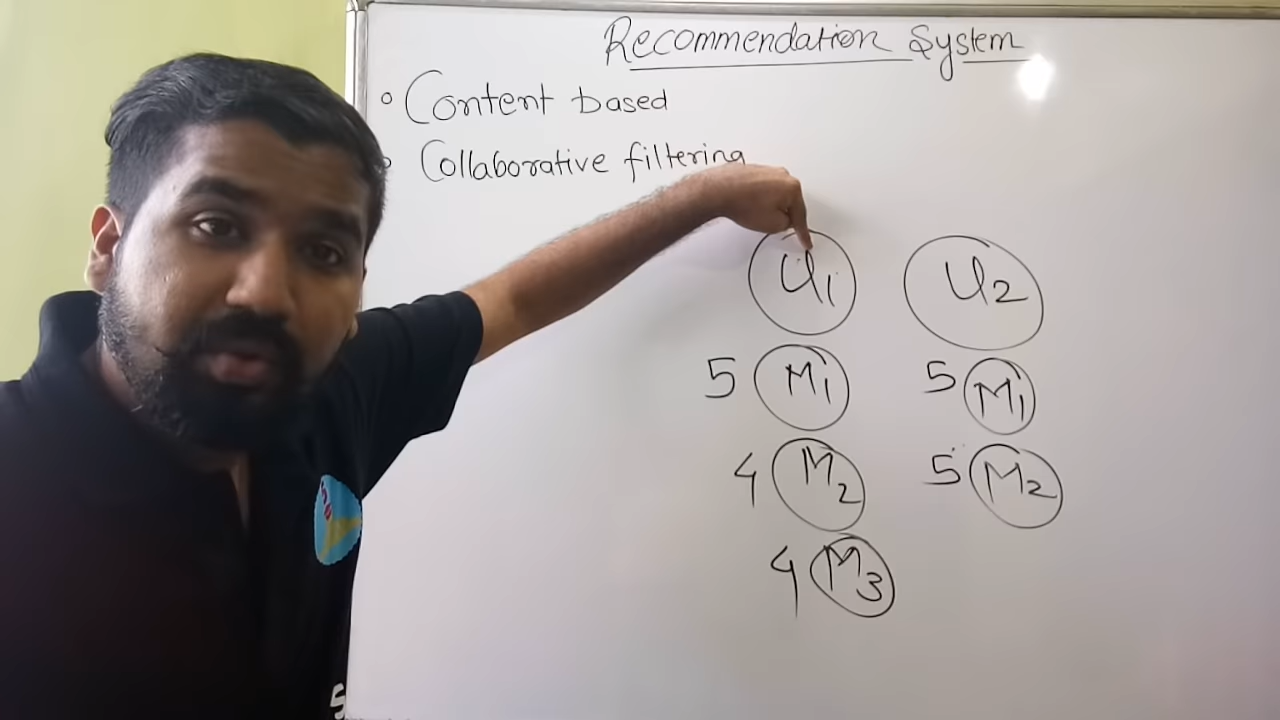 Recommendation System
Content based
Collaborative filtering
U1 U2
5 M1 5 M1
4 M2 5 M2
4 M3